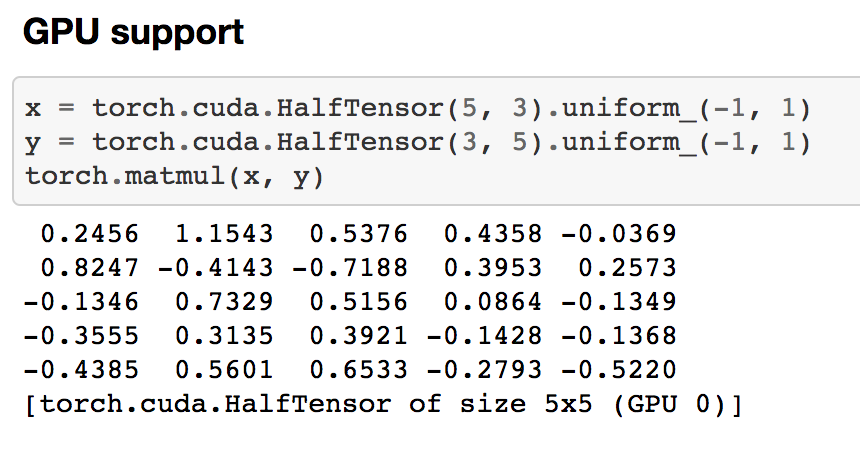 GPU support
x = torch.cuda.HalfTensor(5, 3).uniform_(-1, 1)
y = torch.cuda.HalfTensor(3, 5).uniform_(-1, 1)
torch.matmul(x, y)
0.2456 1.1543 0.5376 0.4358 -0.0369
0.8247 -0.4143 -0.7188 0.3953 0.2573
-0.1346 0.7329 0.5156 0.0864 -0.1349
-0.3555 0.3135 0.3921 -0.1428 -0.1368
-0.4385 0.5601 0.6533 -0.2793 -0.5220
[torch.cuda.HalfTensor of size 5x5 (GPU 0)]